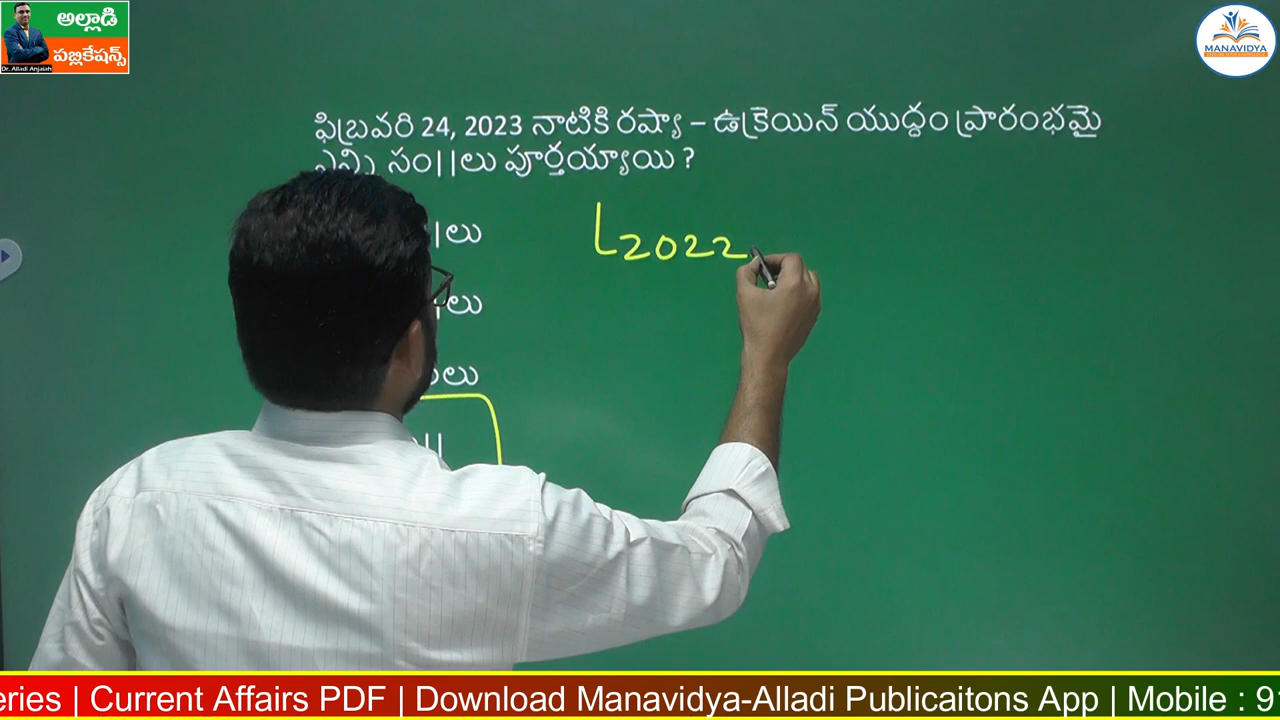 అల్లాడి
పబ్లికేషన్స్
Dr. Alladi Anjaiah
MANAVIDYA
ఫిబ్రవరి 24, 2023 నాటికి రష్యా – ఉక్రెయిన్ యుద్ధం ప్రారంభమై
ఎన్ని సం||లు పూర్తయ్యాయి ?
||లు
2022
లు
లు
||
eries | Current Affairs PDF | Download Manavidya-Alladi Publicaitons App | Mobile : 9